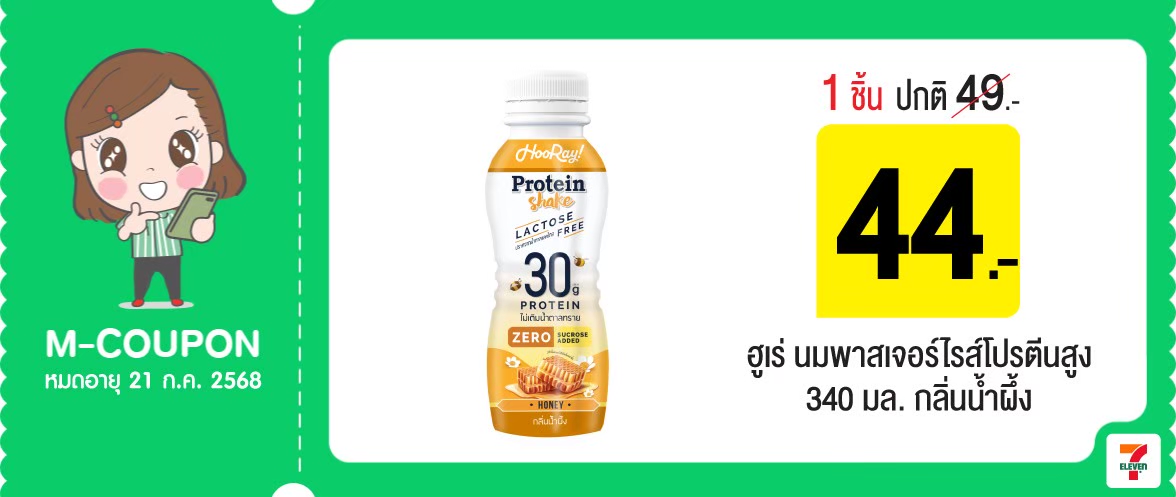 M-COUPON
หมดอายุ 21 ก.ค. 2568
HooRay!
Protein
shake
LACTOSE
FREE
30g
PROTEIN
ไม่เติมน้ำตาลทราย
ZERO SUCROSE ADDED
• HONEY •
กลิ่นน้ำผึ้ง
1 ชิ้น ปกติ 49.-
44.-
ฮูเร่ นมพาสเจอร์ไรส์โปรตีนสูง
340 มล. กลิ่นน้ำผึ้ง
7
ELEVEN